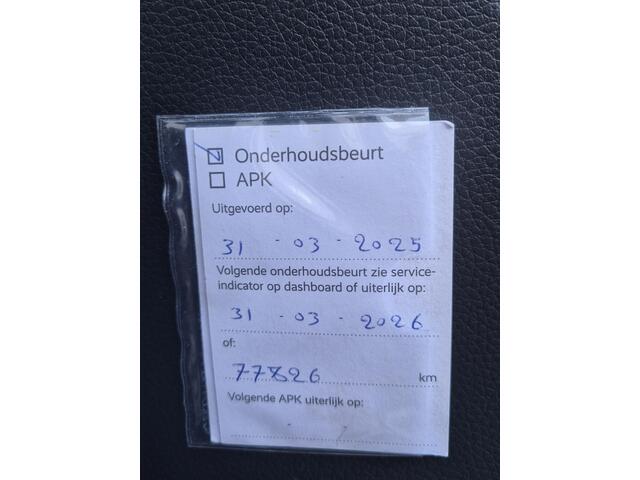 Onderhoudsbeurt
APK
Uitgevoerd op:
31 - 03 - 2025
Volgende onderhoudsbeurt zie service-
indicator op dashboard of uiterlijk op:
31 - 03 - 2026
of:
77826 km
Volgende APK uiterlijk op: